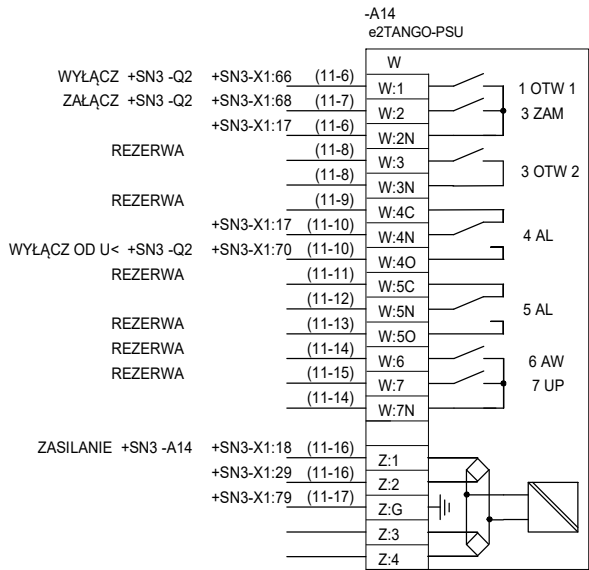 -A14
e2TANGO-PSU
W
WYŁĄCZ +SN3 -Q2 +SN3-X1:66 (11-6) W:1 1 OTW 1
ZAŁĄCZ +SN3 -Q2 +SN3-X1:68 (11-7) W:2 3 ZAM
+SN3-X1:17 (11-6) W:2N
REZERWA (11-8) W:3
(11-8) W:3N 3 OTW 2
REZERWA (11-9) W:4C
+SN3-X1:17 (11-10) W:4N 4 AL
WYŁĄCZ OD U< +SN3 -Q2 +SN3-X1:70 (11-10) W:4O
REZERWA (11-11) W:5C
(11-12) W:5N 5 AL
REZERWA (11-13) W:5O
REZERWA (11-14) W:6 6 AW
REZERWA (11-15) W:7 7 UP
(11-14) W:7N
ZASILANIE +SN3 -A14 +SN3-X1:18 (11-16) Z:1
+SN3-X1:29 (11-16) Z:2
+SN3-X1:79 (11-17) Z:G
Z:3
Z:4